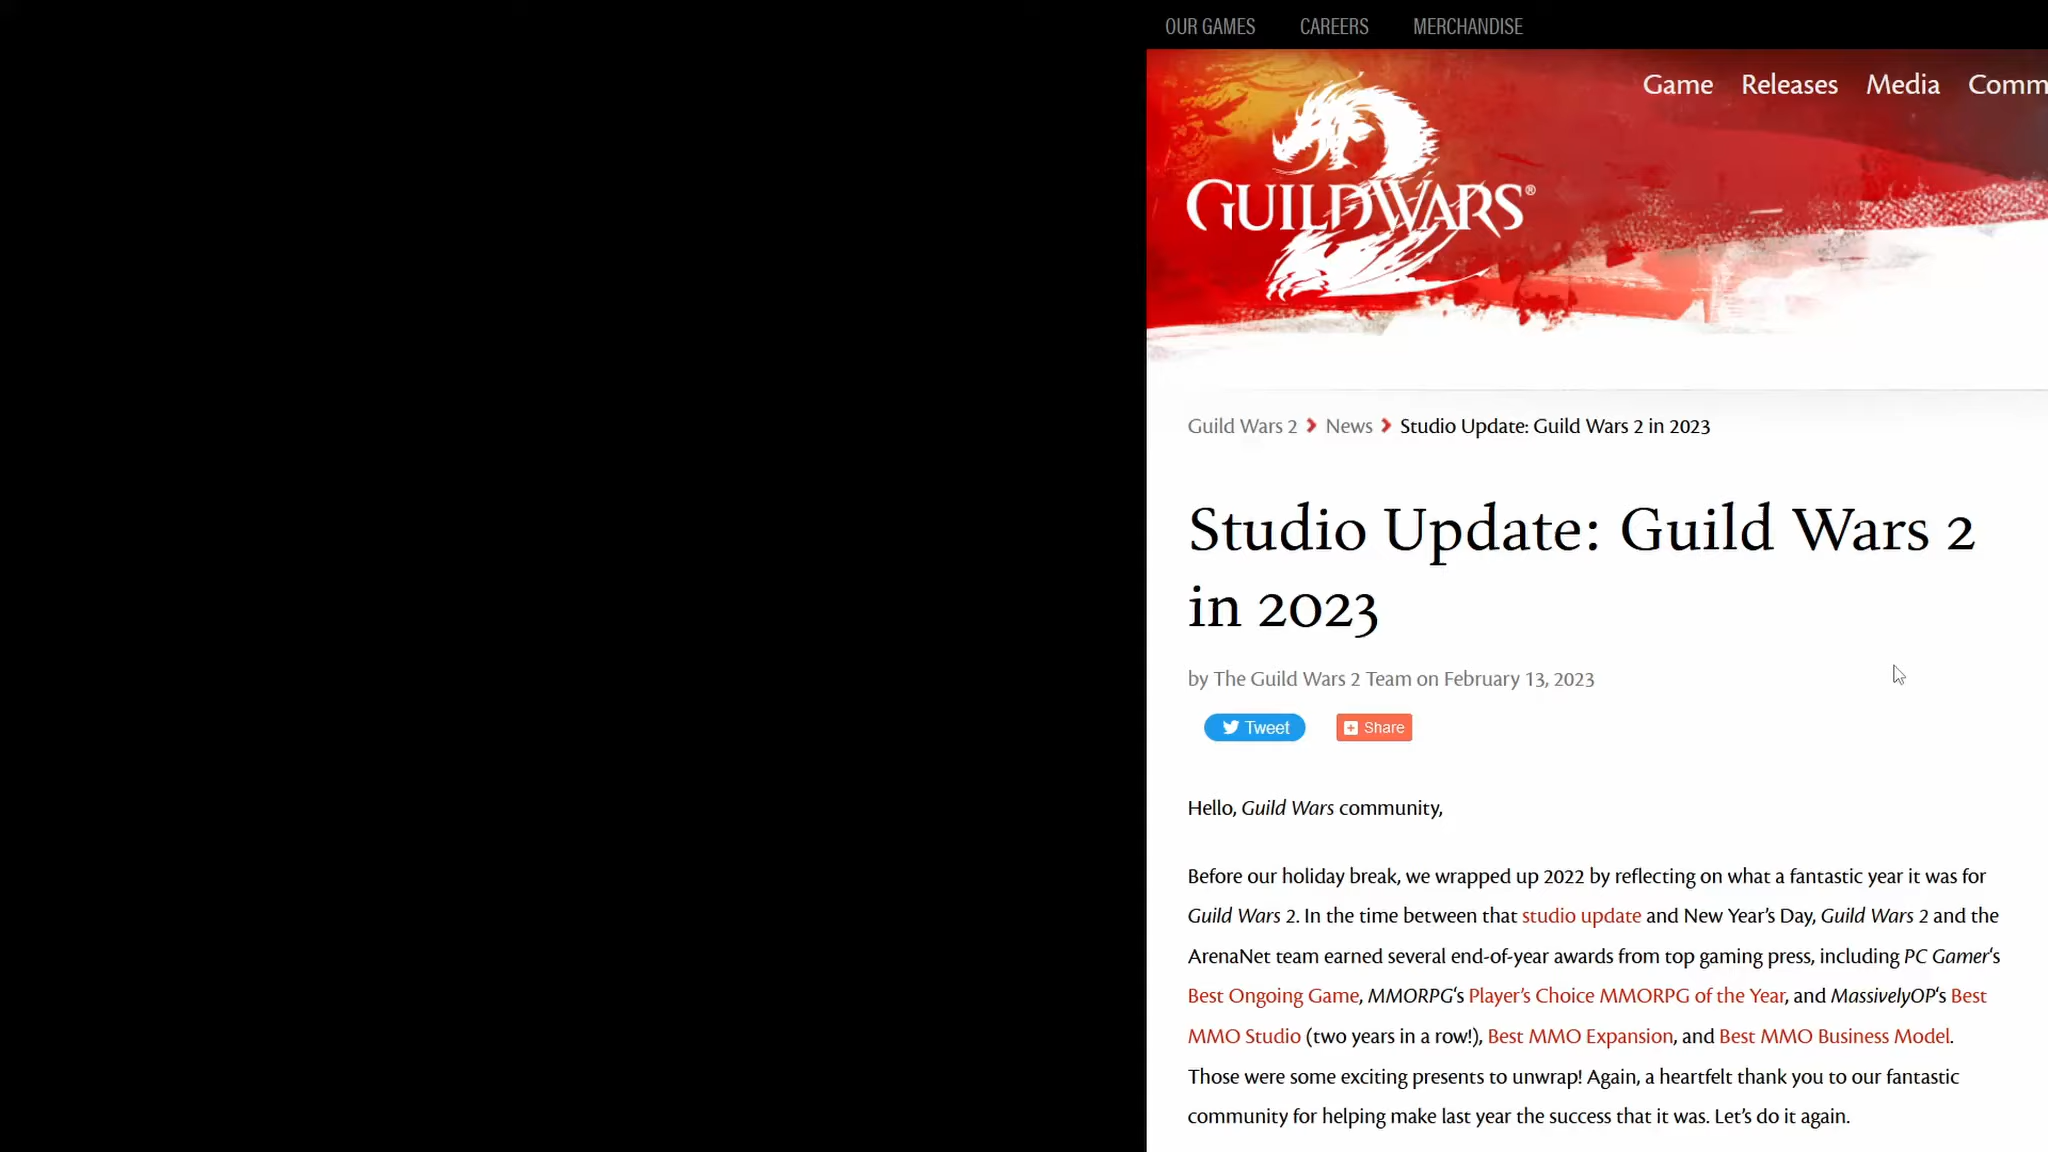 OUR GAMES CAREERS MERCHANDISE
Game Releases Media Comm
GUILDWARS® 2
Guild Wars 2 > News > Studio Update: Guild Wars 2 in 2023
Studio Update: Guild Wars 2
in 2023
by The Guild Wars 2 Team on February 13, 2023
Tweet Share
Hello, Guild Wars community,
Before our holiday break, we wrapped up 2022 by reflecting on what a fantastic year it was for
Guild Wars 2. In the time between that studio update and New Year’s Day, Guild Wars 2 and the
ArenaNet team earned several end-of-year awards from top gaming press, including PC Gamer‘s
Best Ongoing Game, MMORPG‘s Player’s Choice MMORPG of the Year, and MassivelyOP‘s Best
MMO Studio (two years in a row!), Best MMO Expansion, and Best MMO Business Model.
Those were some exciting presents to unwrap! Again, a heartfelt thank you to our fantastic
community for helping make last year the success that it was. Let’s do it again.